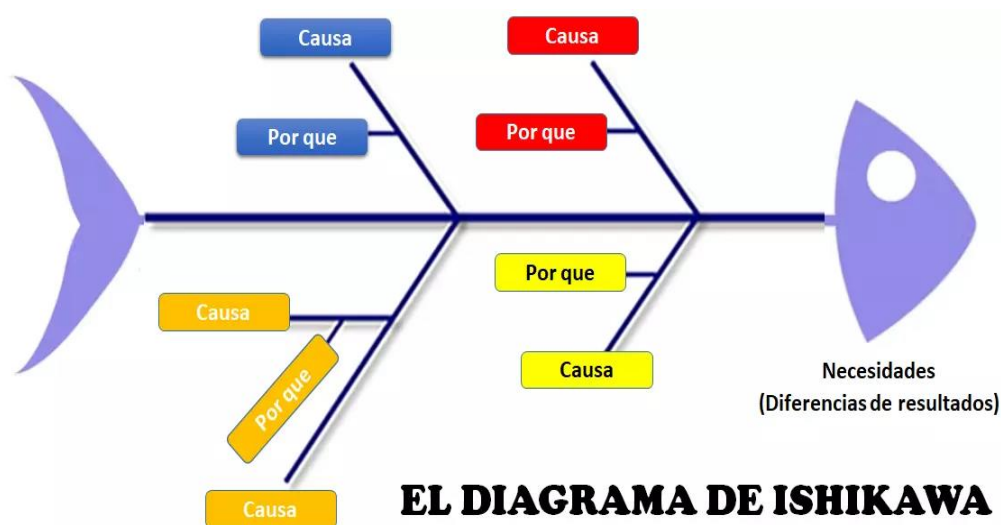 Causa
Causa
Por que
Por que
Por que
Causa
Por que
Causa
Causa
Necesidades
(Diferencias de resultados)
EL DIAGRAMA DE ISHIKAWA